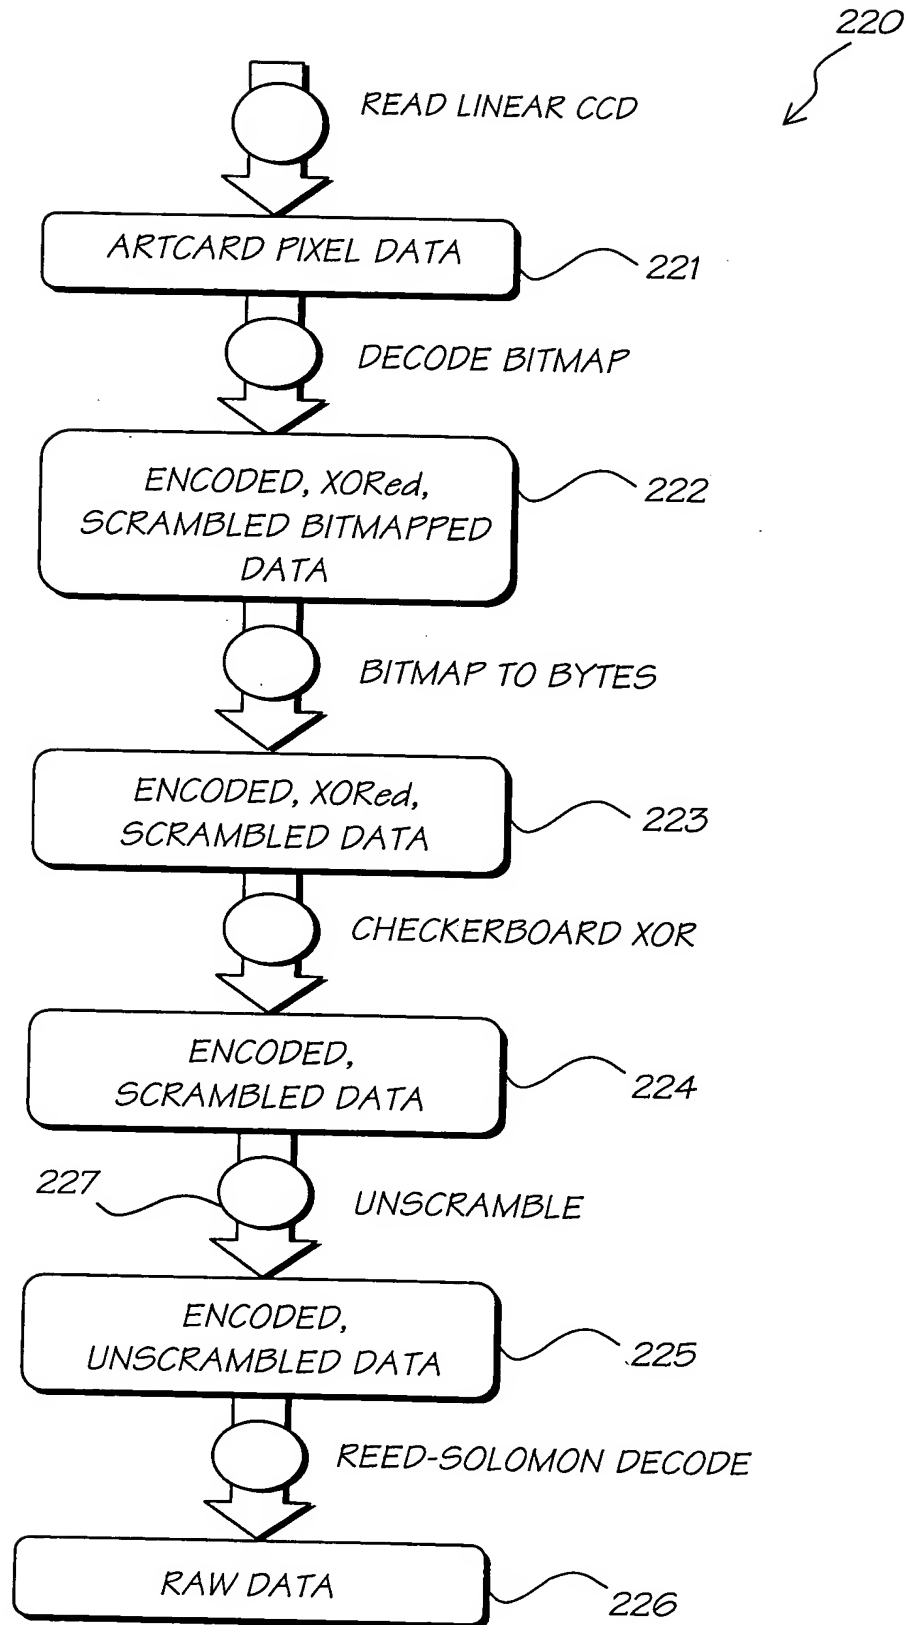 220
READ LINEAR CCD
ARTCARD PIXEL DATA
221
DECODE BITMAP
ENCODED, XORed,
SCRAMBLED BITMAPPED
DATA
222
BITMAP TO BYTES
ENCODED, XORed,
SCRAMBLED DATA
223
CHECKERBOARD XOR
ENCODED,
SCRAMBLED DATA
224
227
UNSCRAMBLE
ENCODED,
UNSCRAMBLED DATA
225
REED-SOLOMON DECODE
RAW DATA
226